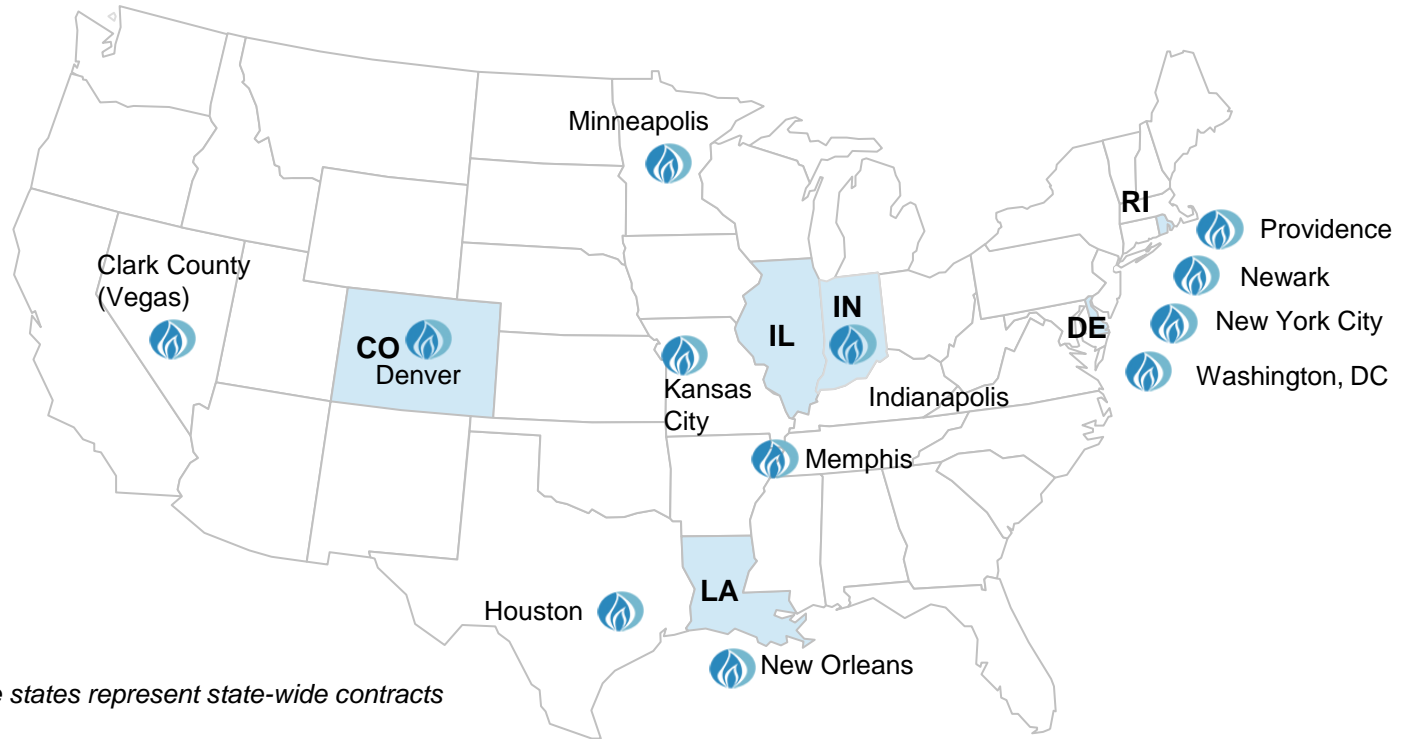 Minneapolis
RI
Providence
Clark County
(Vegas)
Newark
IN
New York City
IL
DE
CO
Denver
Washington, DC
Kansas
City
Indianapolis
Memphis
LA
Houston
New Orleans
states represent state-wide contracts